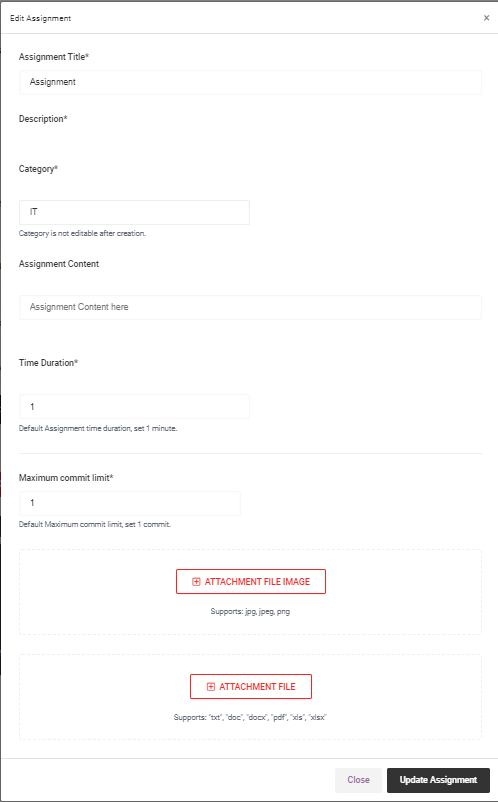 Edit Assignment
×
Assignment Title*
Assignment
Description*
Category*
IT
Category is not editable after creation.
Assignment Content
Assignment Content here
Time Duration*
1
Default Assignment time duration, set 1 minute.
Maximum commit limit*
1
Default Maximum commit limit, set 1 commit.
ATTACHMENT FILE IMAGE
Supports: jpg, jpeg, png
ATTACHMENT FILE
Supports: "txt", "doc", "docx", "pdf", "xls", "xlsx"
Close Update Assignment